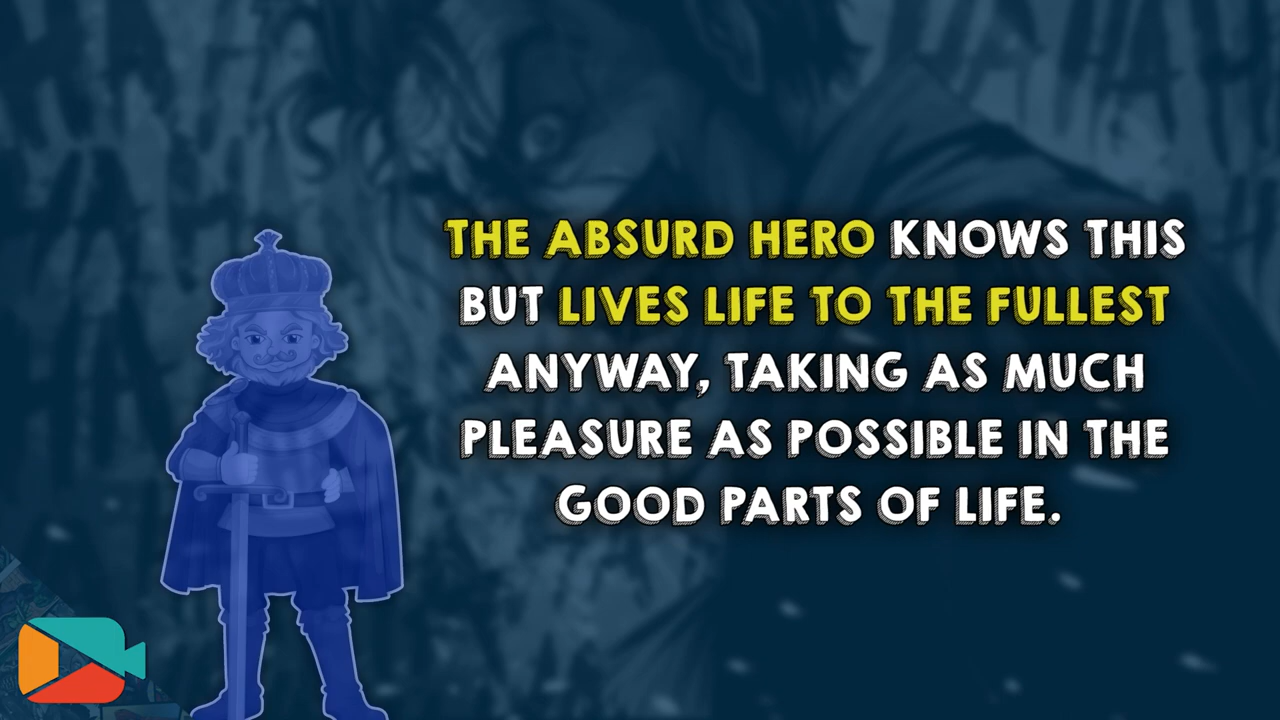 THE ABSURD HERO KNOWS THIS
BUT LIVES LIFE TO THE FULLEST
ANYWAY, TAKING AS MUCH
PLEASURE AS POSSIBLE IN THE
GOOD PARTS OF LIFE.